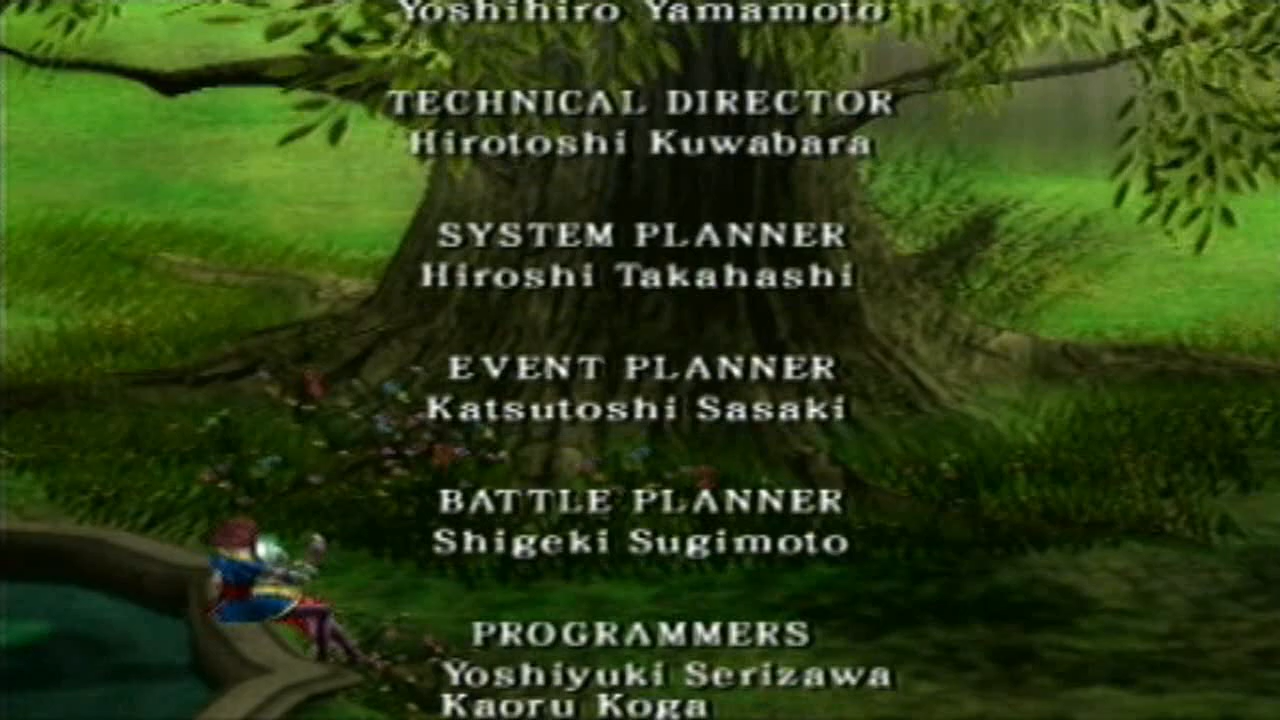 Yoshihiro Yamamoto
TECHNICAL DIRECTOR
Hirotoshi Kuwabara
SYSTEM PLANNER
Hiroshi Takahashi
EVENT PLANNER
Katsutoshi Sasaki
BATTLE PLANNER
Shigeki Sugimoto
PROGRAMMERS
Yoshiyuki Serizawa
Kaoru Koga